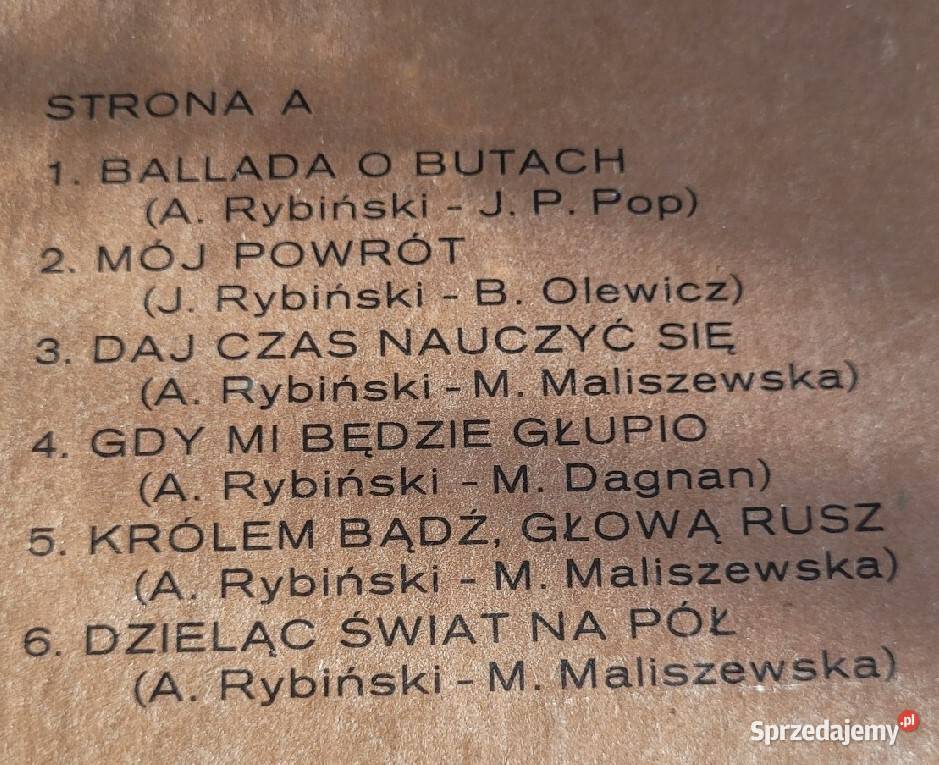 STRONA A
1. BALLADA O BUTACH
(A. Rybiński - J. P. Pop)
2. MÓJ POWRÓT
(J. Rybiński - B. Olewicz)
3. DAJ CZAS NAUCZYĆ SIĘ
(A. Rybiński - M. Maliszewska)
4. GDY MI BĘDZIE GŁUPIO
(A. Rybiński - M. Dagnan)
5. KRÓLEM BĄDŹ, GŁOWĄ RUSZ
(A. Rybiński - M. Maliszewska)
6. DZIELĄC ŚWIAT NA PÓŁ
(A. Rybiński - M. Maliszewska)
Sprzedajemy.pl